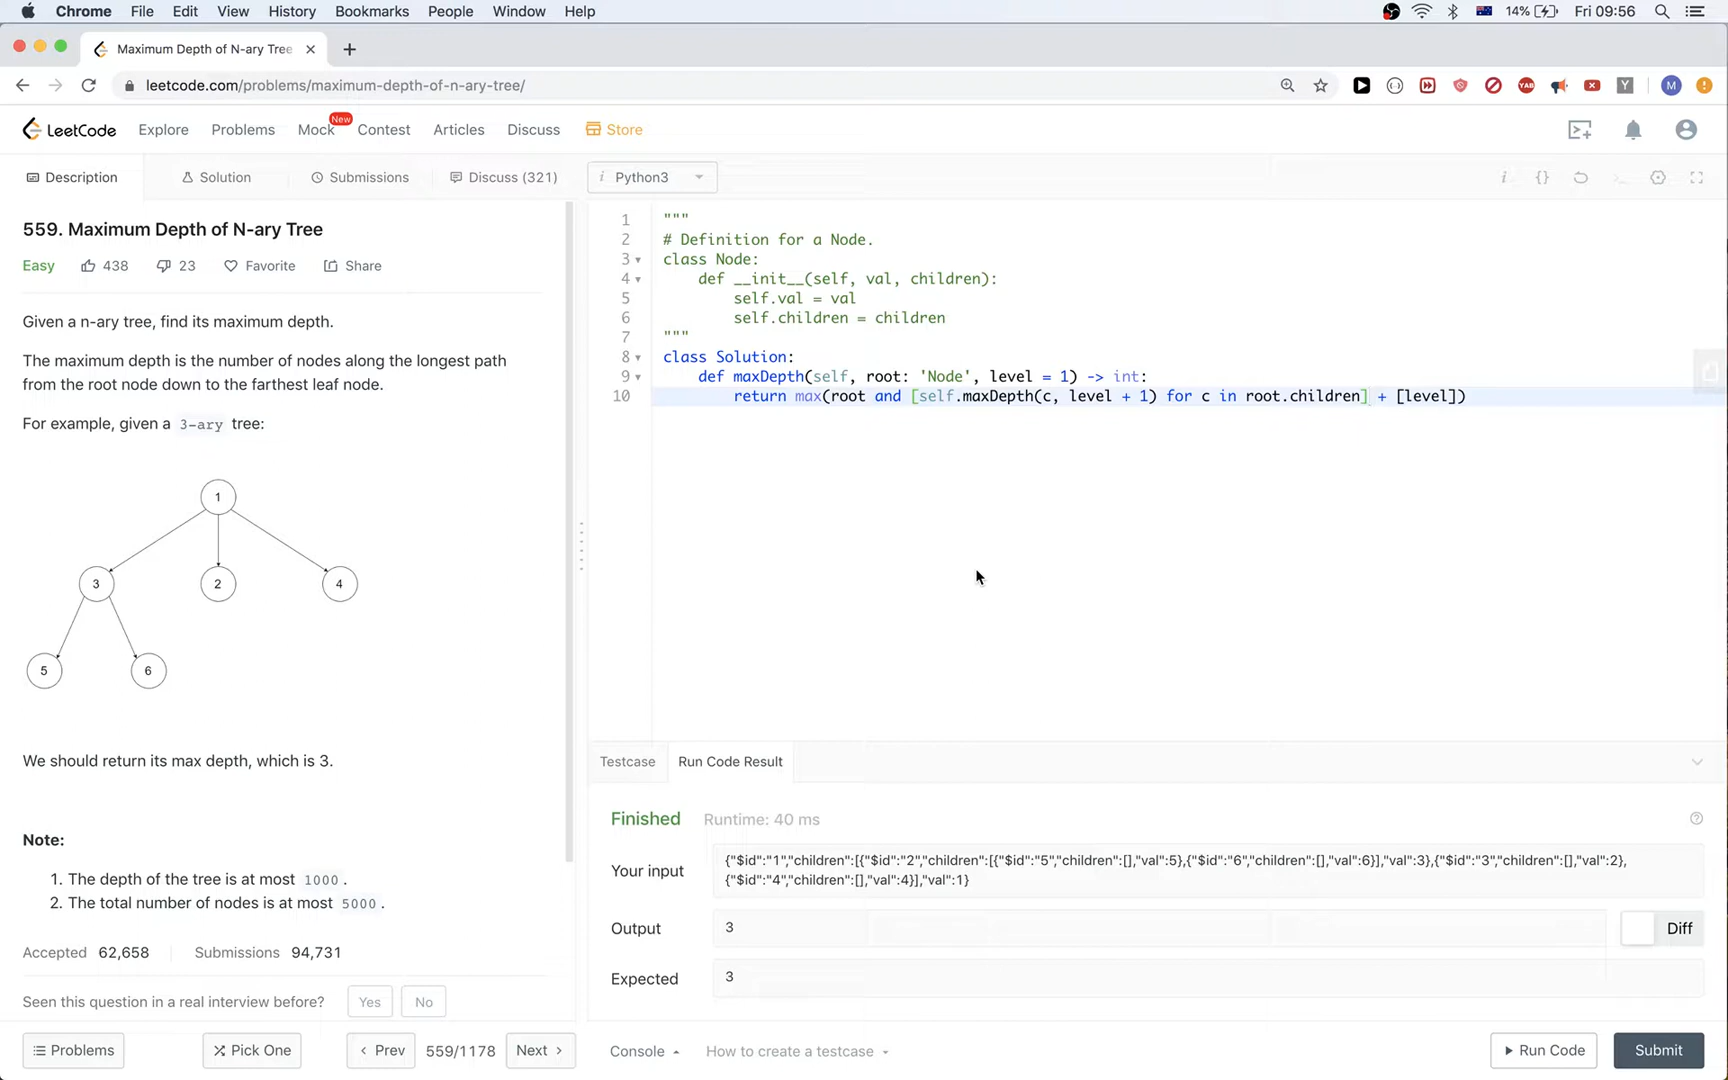 Chrome File Edit View History Bookmarks People Window Help 14% Fri 09:56
Maximum Depth of N-ary Tree
leetcode.com/problems/maximum-depth-of-n-ary-tree/ YAB Y M
LeetCode Explore Problems Mock New Contest Articles Discuss Store
Description Solution Submissions Discuss (321) i Python3 i {} >_
559. Maximum Depth of N-ary Tree
Easy 438 23 Favorite Share
Given a n-ary tree, find its maximum depth.
The maximum depth is the number of nodes along the longest path
from the root node down to the farthest leaf node.
For example, given a 3-ary tree:
1
3 2 4
5 6
We should return its max depth, which is 3.
Note:
1. The depth of the tree is at most 1000.
2. The total number of nodes is at most 5000.
Accepted 62,658 Submissions 94,731
Seen this question in a real interview before? Yes No
Problems Pick One < Prev 559/1178 Next >
1 """
2 # Definition for a Node.
3 class Node:
4 def __init__(self, val, children):
5 self.val = val
6 self.children = children
7 """
8 class Solution:
9 def maxDepth(self, root: 'Node', level = 1) -> int:
10 return max(root and [self.maxDepth(c, level + 1) for c in root.children] + [level])
Testcase Run Code Result
Finished Runtime: 40 ms
Your input {"$id":"1","children":[{"$id":"2","children":[{"$id":"5","children":[],"val":5},{"$id":"6","children":[],"val":6}],"val":3},{"$id":"3","children":[],"val":2},
{"$id":"4","children":[],"val":4}],"val":1}
Output 3 Diff
Expected 3
Console How to create a testcase Run Code Submit